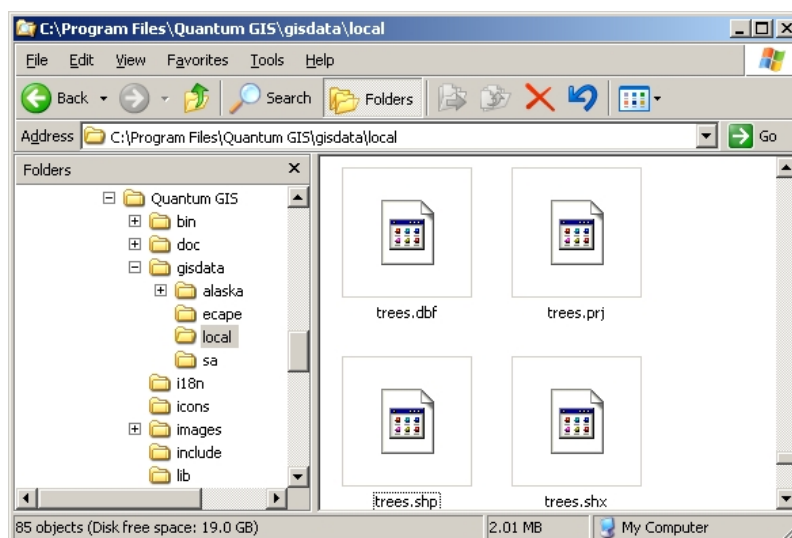 C:\Program Files\Quantum GIS\gisdata\local
File Edit View Favorites Tools Help
Back Search Folders
Address C:\Program Files\Quantum GIS\gisdata\local Go
Folders
Quantum GIS
bin
doc
gisdata
alaska
ecape
local
sa
i18n
icons
images
include
lib
trees.dbf trees.prj
trees.shp trees.shx
85 objects (Disk free space: 19.0 GB) 2.01 MB My Computer